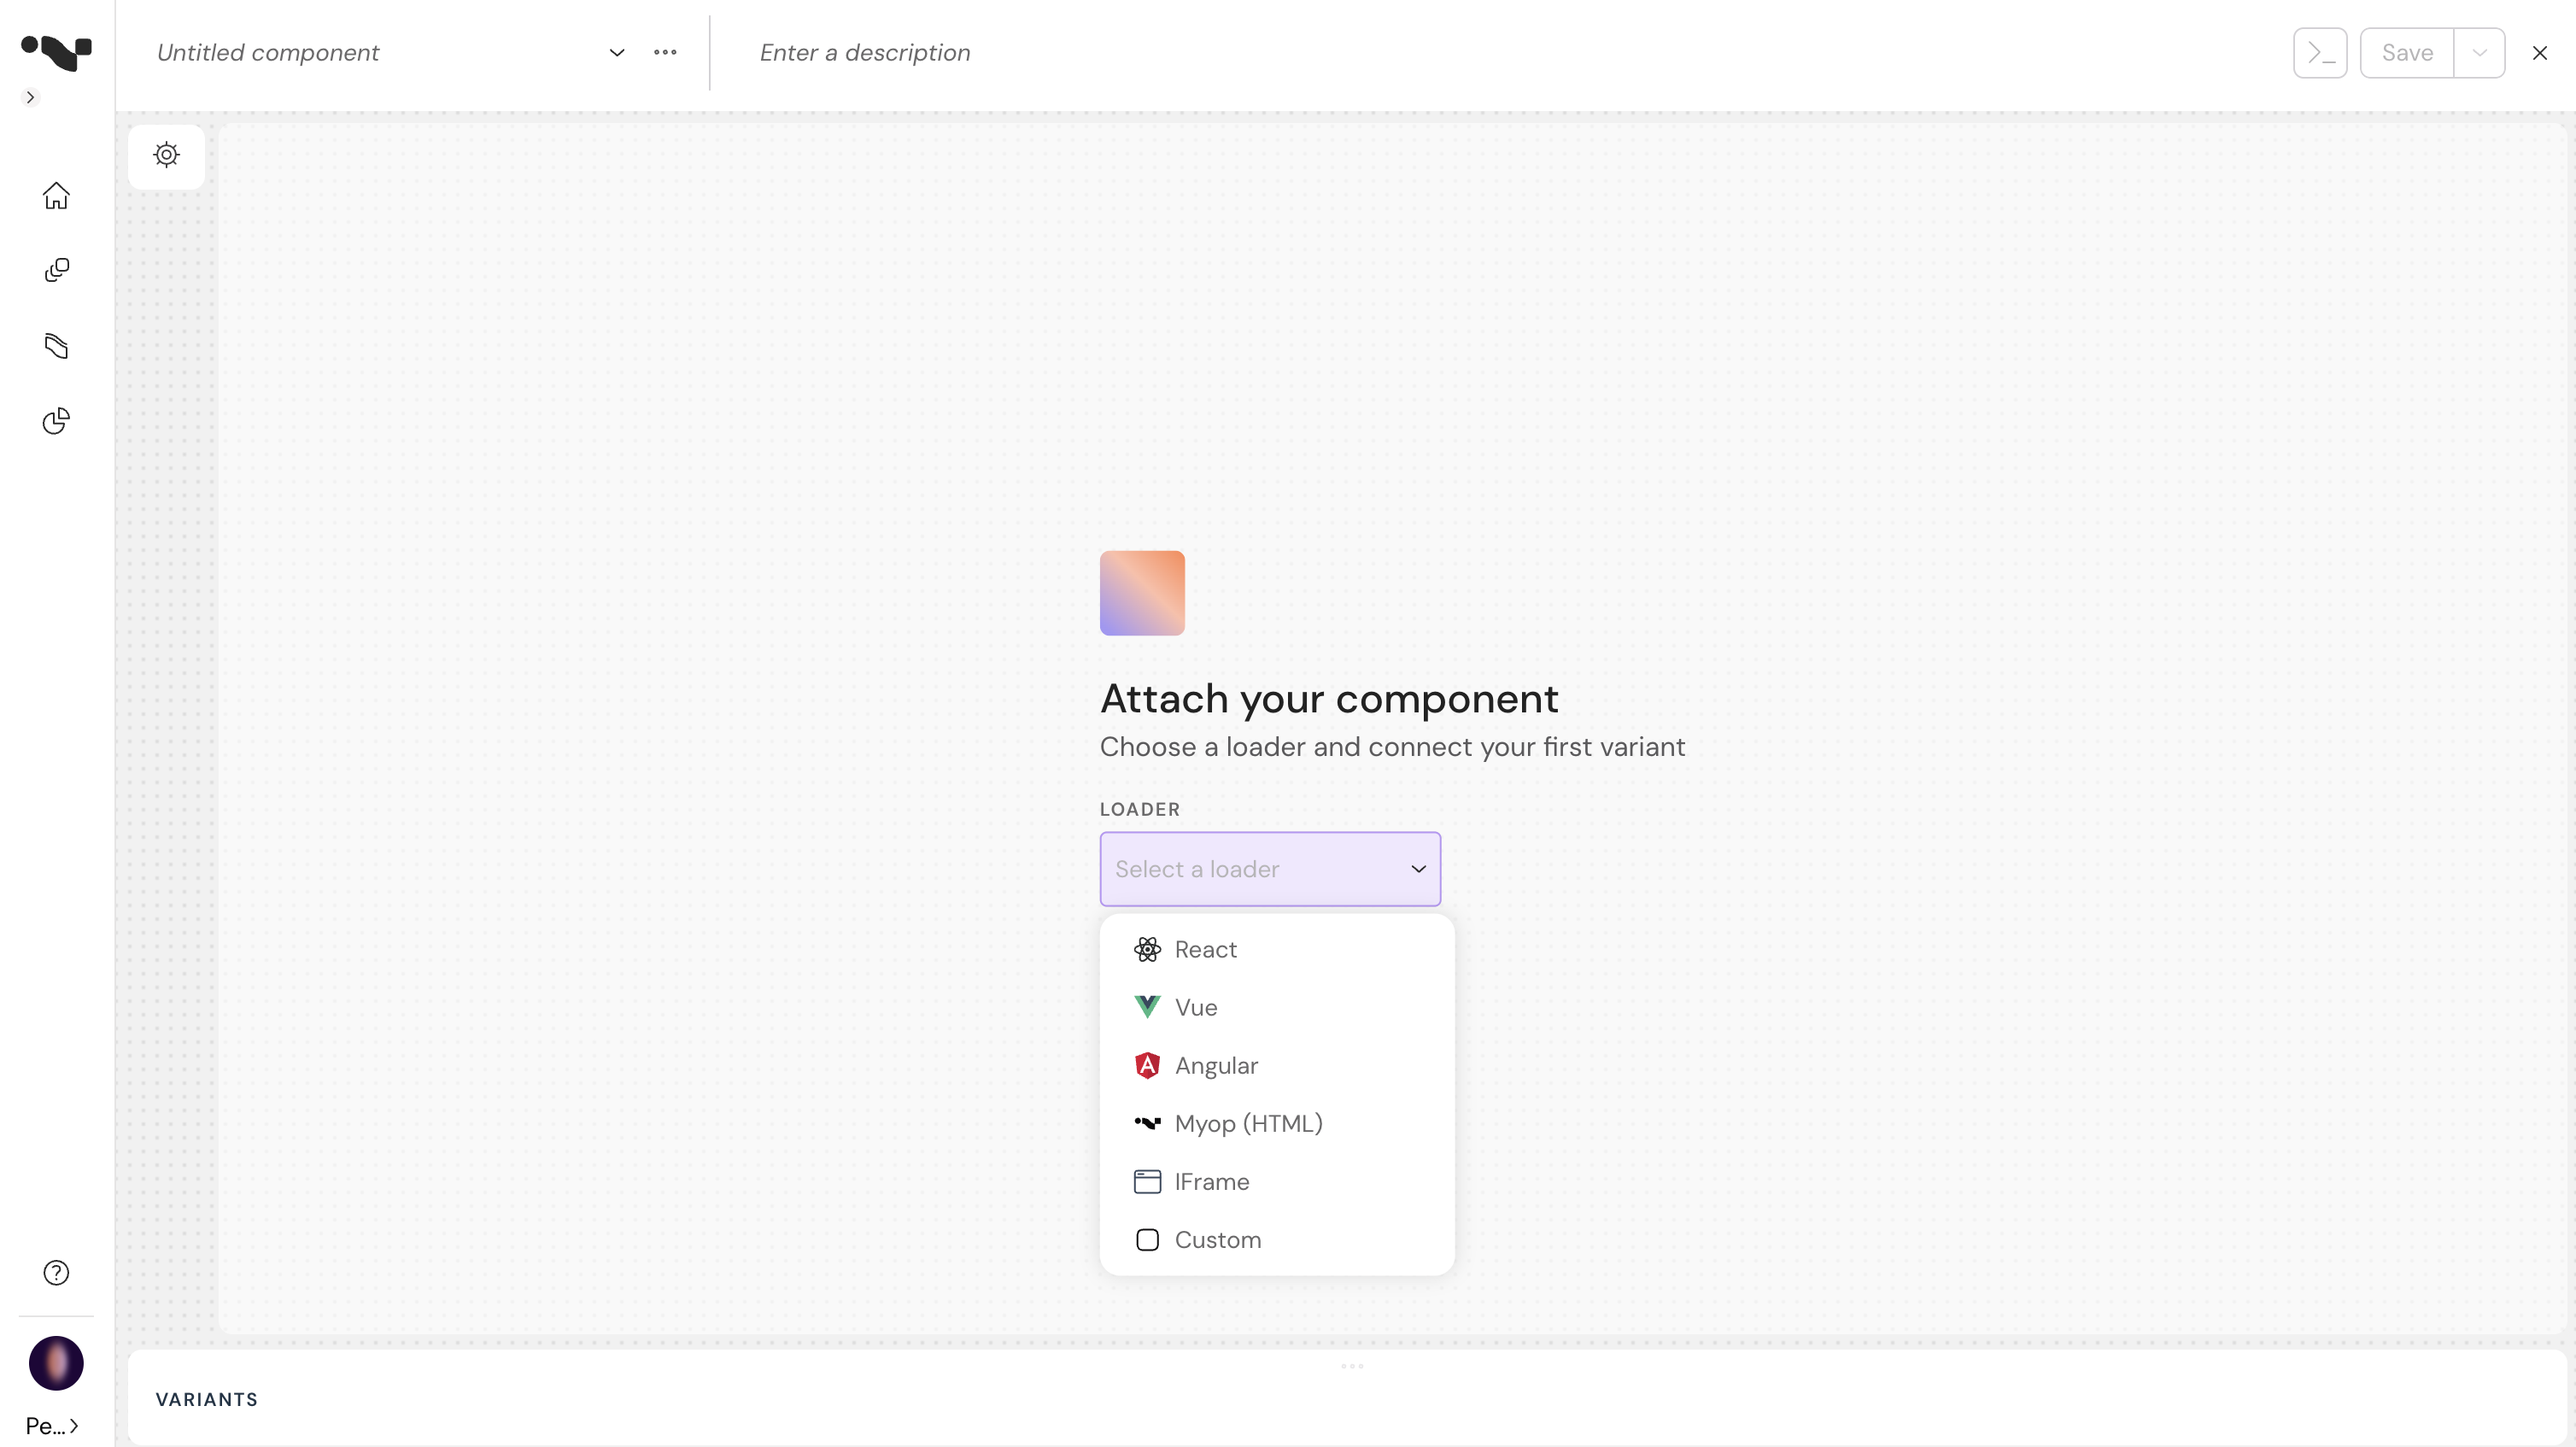 Untitled component
Enter a description
Save
Attach your component
Choose a loader and connect your first variant
LOADER
Select a loader
React
Vue
Angular
Myop (HTML)
IFrame
Custom
Pe...
VARIANTS